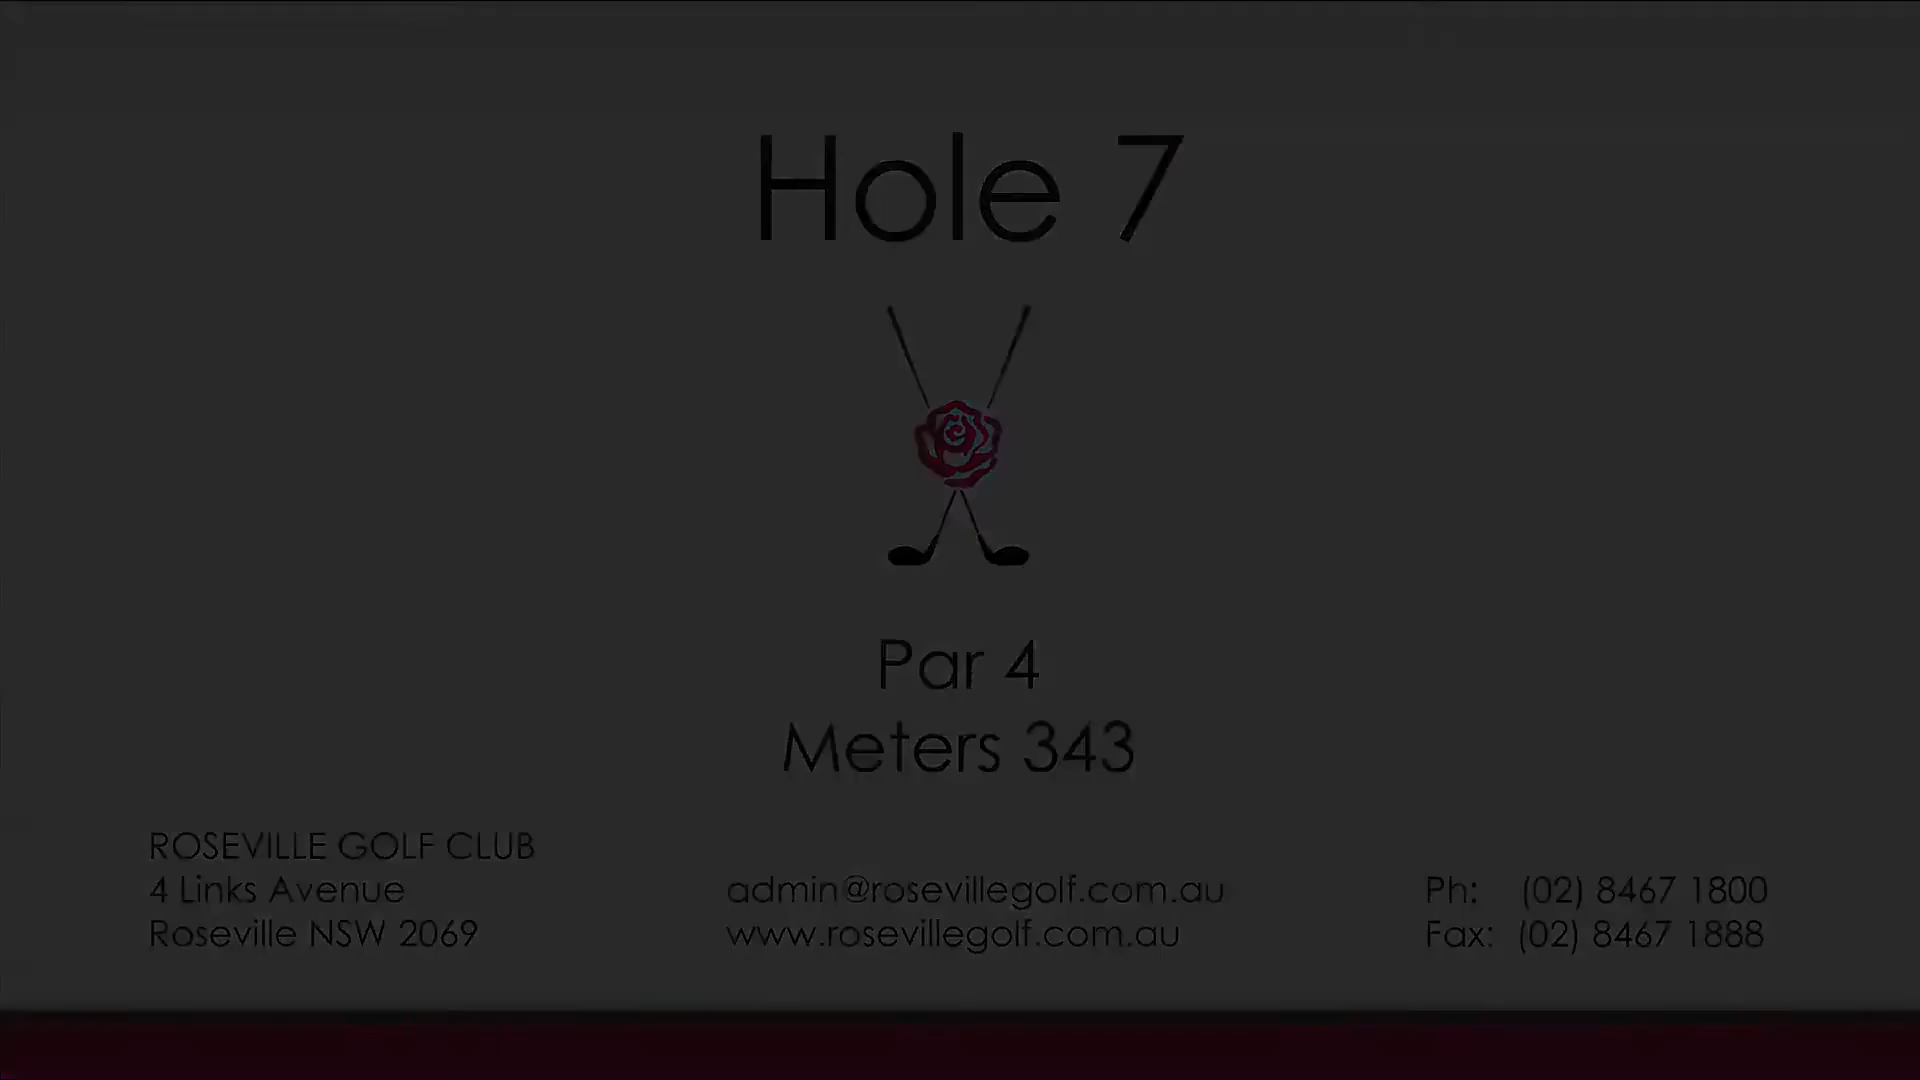 Hole 7
Par 4
Meters 343
ROSEVILLE GOLF CLUB
4 Links Avenue
Roseville NSW 2069
admin@rosevillegolf.com.au
www.rosevillegolf.com.au
Ph: (02) 8467 1800
Fax: (02) 8467 1888